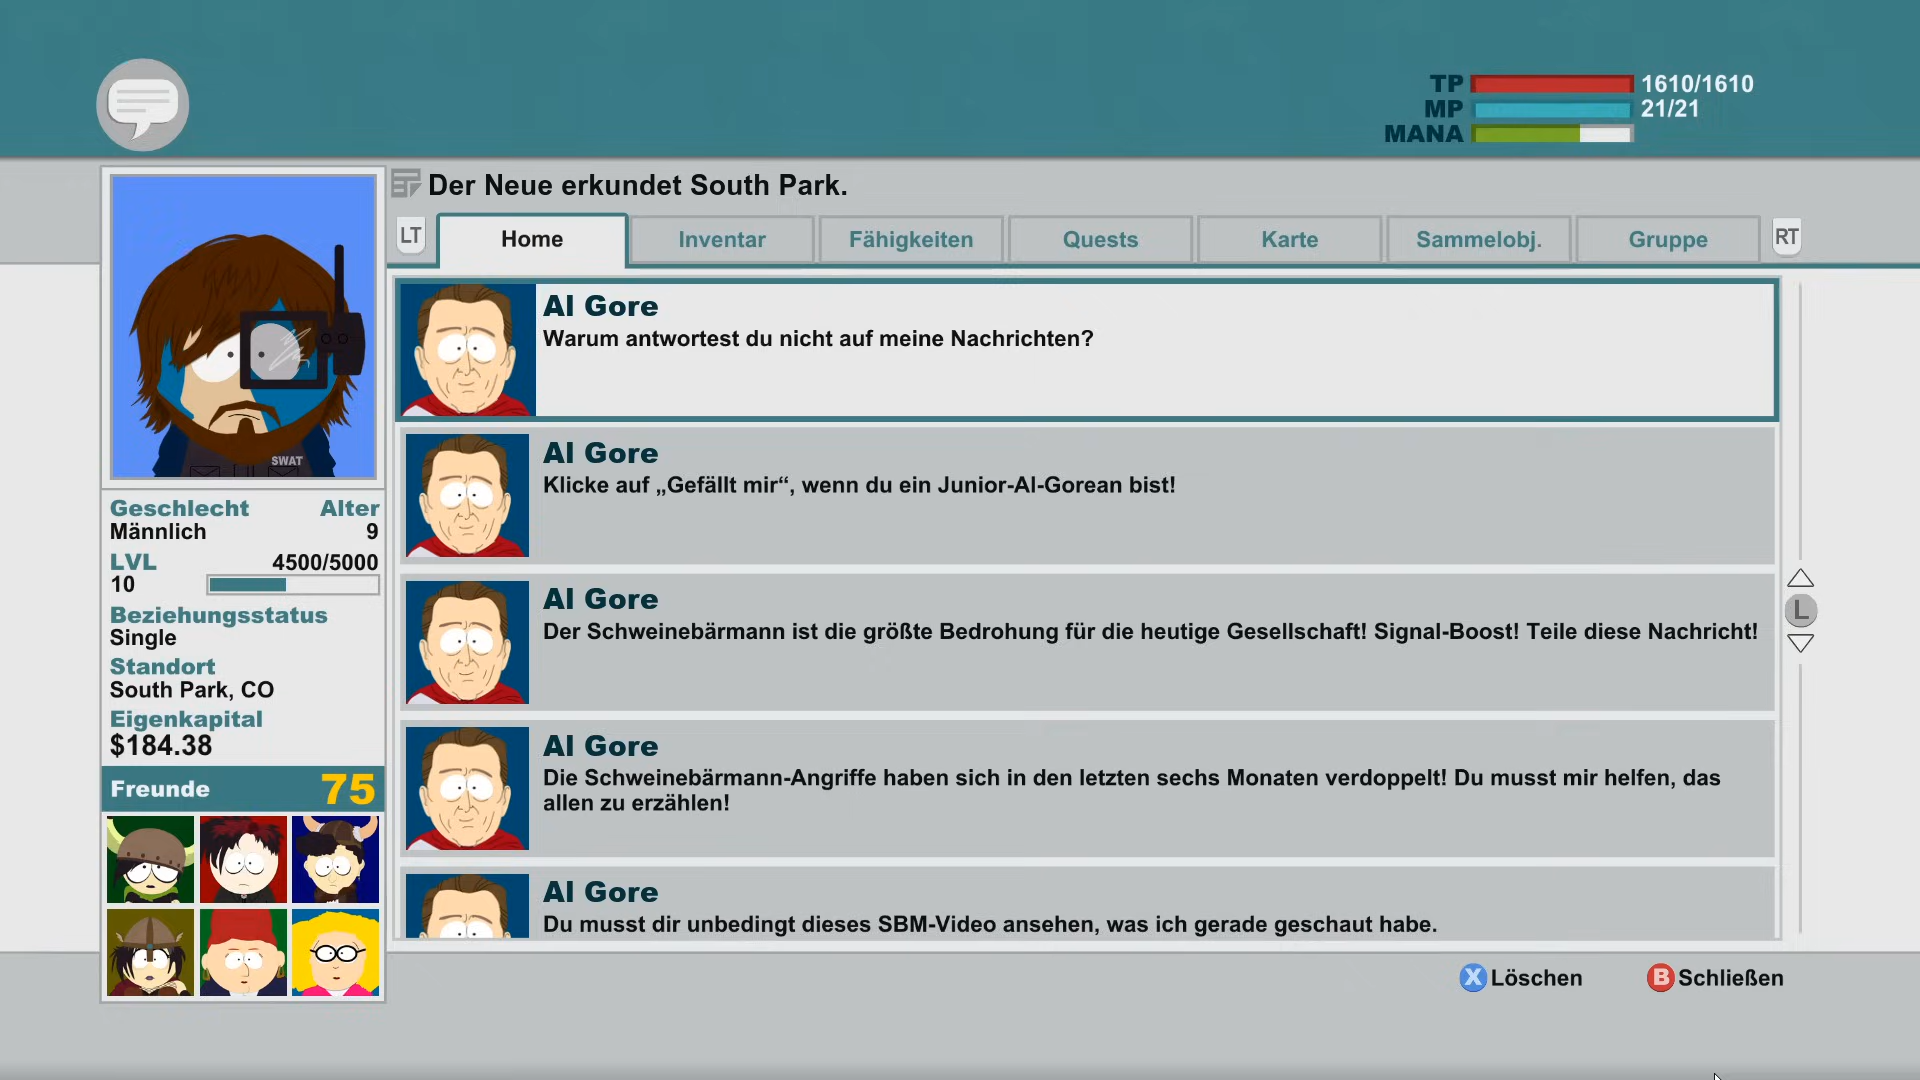 TP 1610/1610
MP 21/21
MANA
Der Neue erkundet South Park.
LT Home Inventar Fähigkeiten Quests Karte Sammelobj. Gruppe RT
SWAT
Geschlecht Alter
Männlich 9
LVL 4500/5000
10
Beziehungsstatus
Single
Standort
South Park, CO
Eigenkapital
$184.38
Freunde 75
Al Gore
Warum antwortest du nicht auf meine Nachrichten?
Al Gore
Klicke auf „Gefällt mir“, wenn du ein Junior-Al-Gorean bist!
Al Gore
Der Schweinebärmann ist die größte Bedrohung für die heutige Gesellschaft! Signal-Boost! Teile diese Nachricht!
Al Gore
Die Schweinebärmann-Angriffe haben sich in den letzten sechs Monaten verdoppelt! Du musst mir helfen, das
allen zu erzählen!
Al Gore
Du musst dir unbedingt dieses SBM-Video ansehen, was ich gerade geschaut habe.
L
X Löschen B Schließen